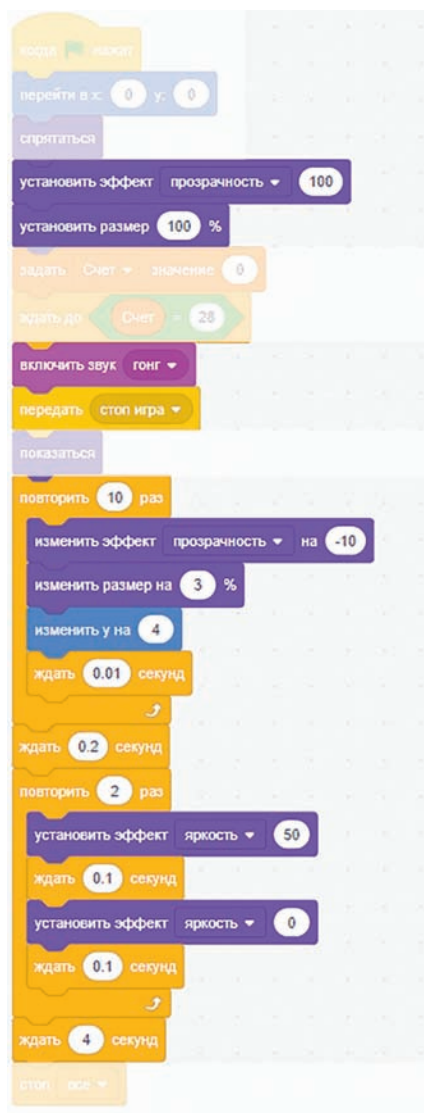 когда нажат
перейти в x: 0 y: 0
спрятаться
установить эффект прозрачность 100
установить размер 100 %
задать Счет значение 0
ждать до Счет = 28
включить звук гонг
передать стоп игра
показаться
повторить 10 раз
изменить эффект прозрачность на -10
изменить размер на 3 %
изменить y на 4
ждать 0.01 секунд
ждать 0.2 секунд
повторить 2 раз
установить эффект яркость 50
ждать 0.1 секунд
установить эффект яркость 0
ждать 0.1 секунд
ждать 4 секунд
стоп все